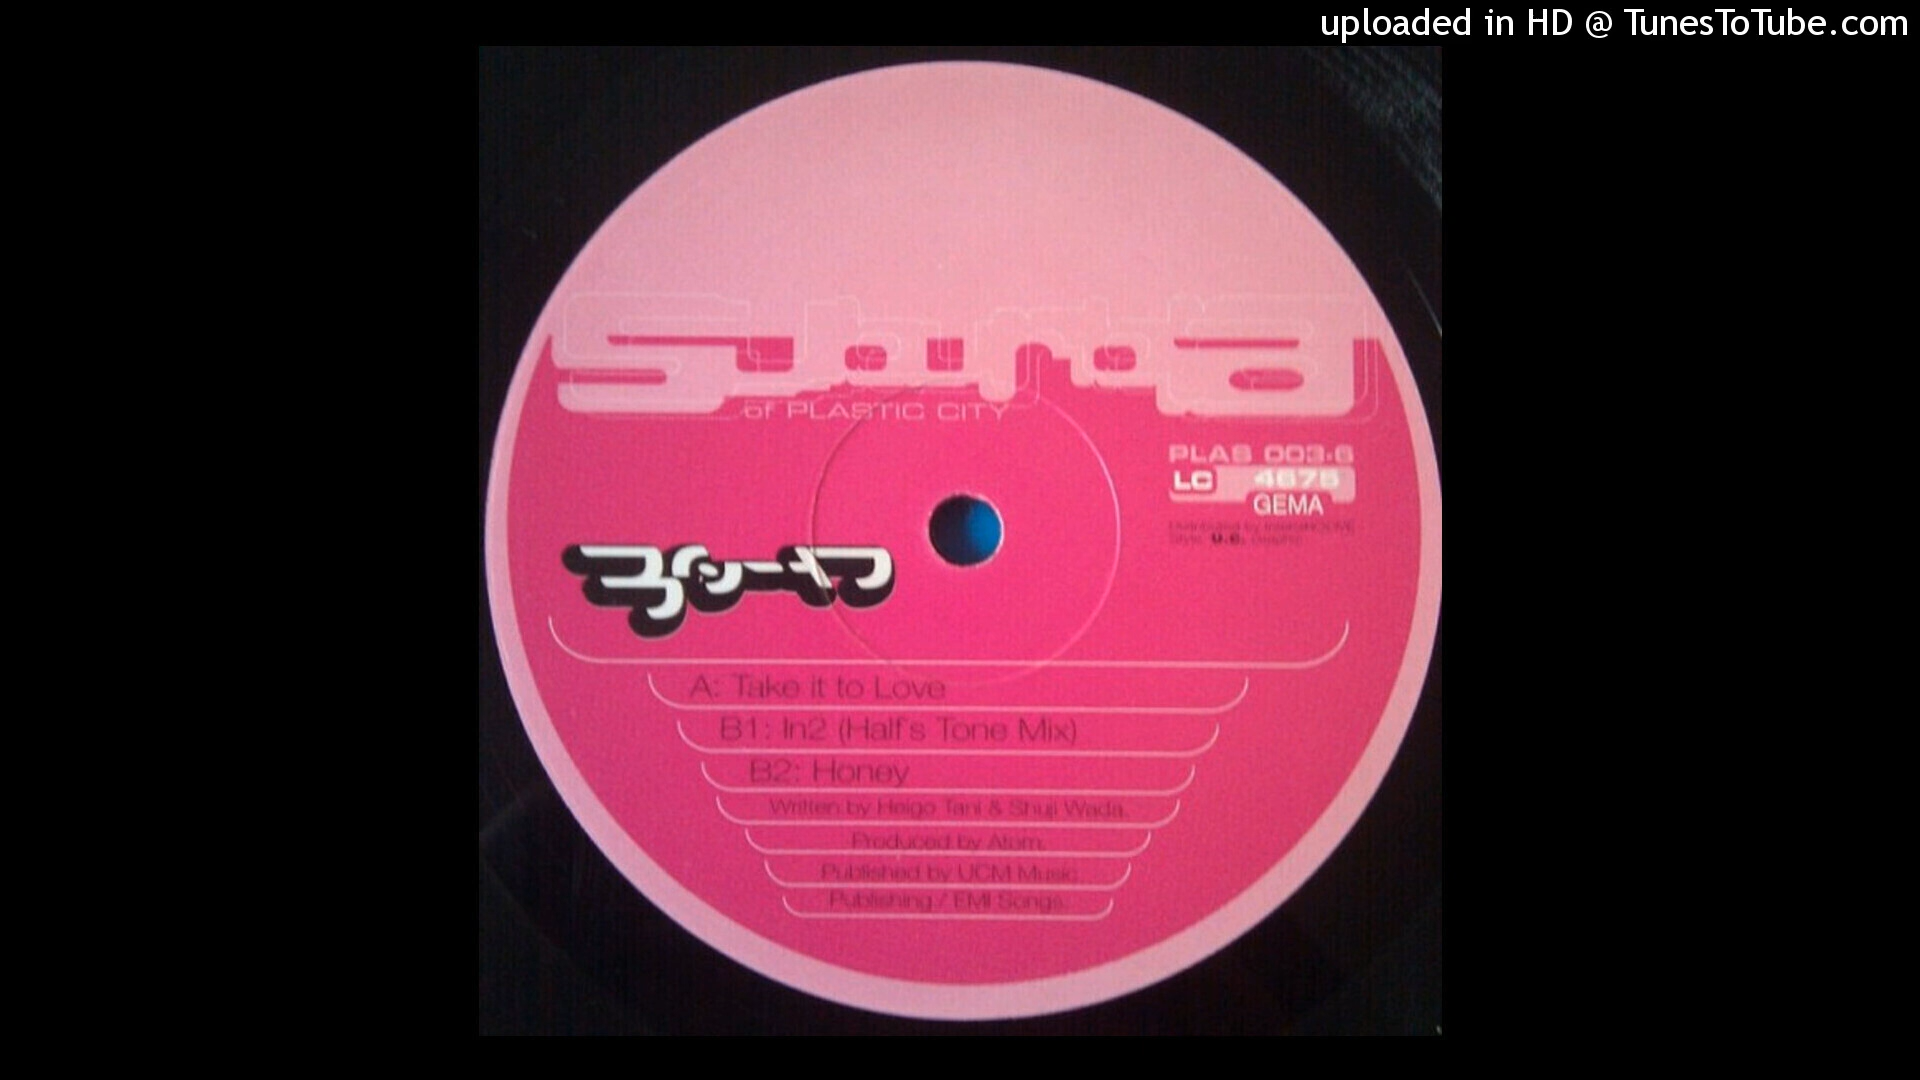 uploaded in HD @ TunesToTube.com
Suburbia
of PLASTIC CITY
PLAS 003-6
LC 4675
GEMA
A: Take it to Love
B1: In2 (Half's Tone Mix)
B2: Honey
Written by Heigo Tani & Shuji Wada.
Produced by Atom.
Published by UCM Music
Publishing / EMI Songs.